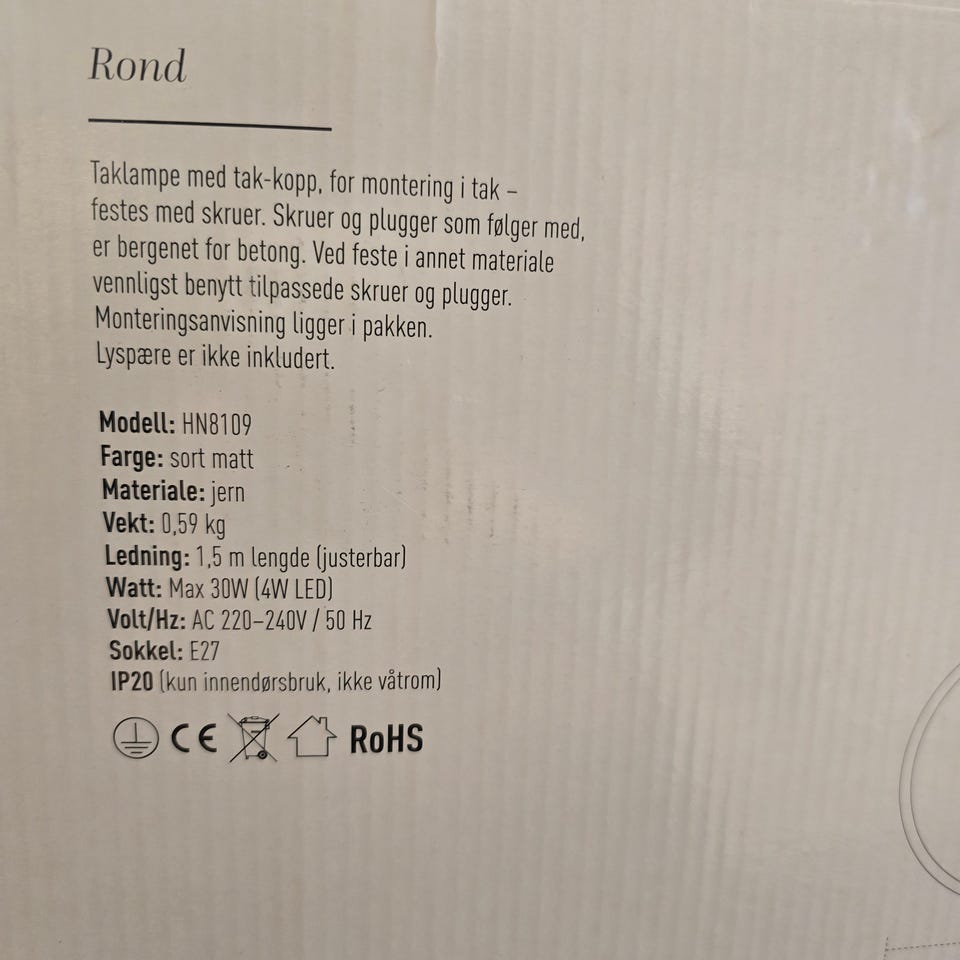 Rond
Taklampe med tak-kopp, for montering i tak –
festes med skruer. Skruer og plugger som følger med,
er bergenet for betong. Ved feste i annet materiale
vennligst benytt tilpassede skruer og plugger.
Monteringsanvisning ligger i pakken.
Lyspære er ikke inkludert.
Modell: HN8109
Farge: sort matt
Materiale: jern
Vekt: 0,59 kg
Ledning: 1,5 m lengde (justerbar)
Watt: Max 30W (4W LED)
Volt/Hz: AC 220–240V / 50 Hz
Sokkel: E27
IP20 (kun innendørsbruk, ikke våtrom)
CE RoHS